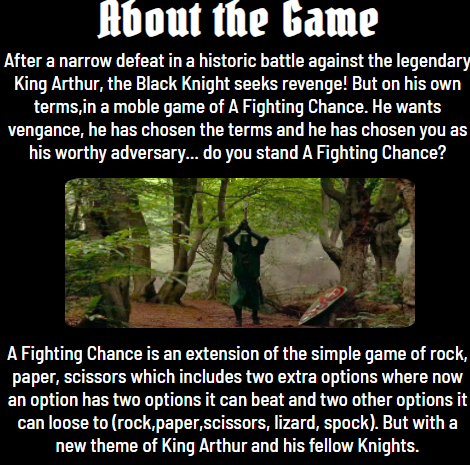 About the Game
After a narrow defeat in a historic battle against the legendary
King Arthur, the Black Knight seeks revenge! But on his own
terms,in a moble game of A Fighting Chance. He wants
vengance, he has chosen the terms and he has chosen you as
his worthy adversary... do you stand A Fighting Chance?
A Fighting Chance is an extension of the simple game of rock,
paper, scissors which includes two extra options where now
an option has two options it can beat and two other options it
can loose to (rock,paper,scissors, lizard, spock). But with a
new theme of King Arthur and his fellow Knights.